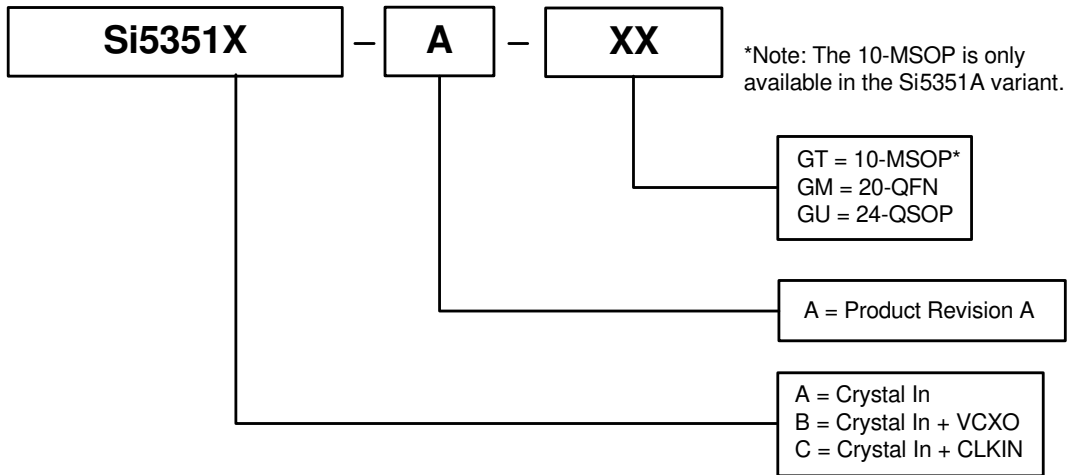 Si5351X – A – XX
*Note: The 10-MSOP is only
available in the Si5351A variant.
GT = 10-MSOP*
GM = 20-QFN
GU = 24-QSOP
A = Product Revision A
A = Crystal In
B = Crystal In + VCXO
C = Crystal In + CLKIN